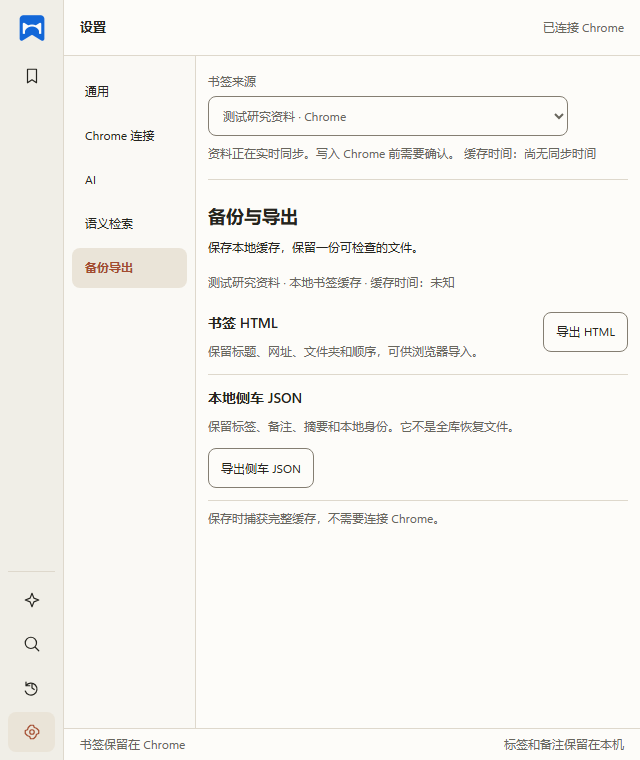 设置
已连接 Chrome
通用
Chrome 连接
AI
语义检索
备份导出
书签来源
测试研究资料 · Chrome
资料正在实时同步。写入 Chrome 前需要确认。 缓存时间：尚无同步时间
备份与导出
保存本地缓存，保留一份可检查的文件。
测试研究资料 · 本地书签缓存 · 缓存时间：未知
书签 HTML
保留标题、网址、文件夹和顺序，可供浏览器导入。
导出 HTML
本地侧车 JSON
保留标签、备注、摘要和本地身份。它不是全库恢复文件。
导出侧车 JSON
保存时捕获完整缓存，不需要连接 Chrome。
书签保留在 Chrome
标签和备注保留在本机